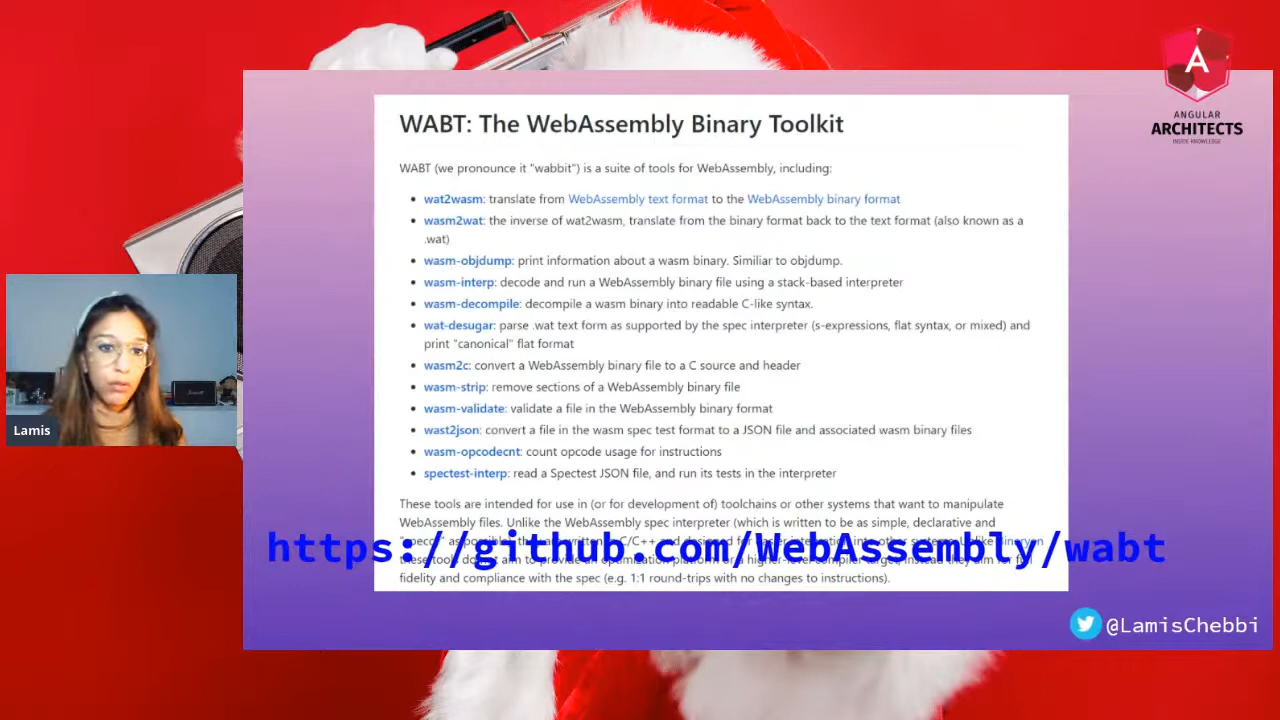 A
ANGULAR
ARCHITECTS
INSIDE KNOWLEDGE
WABT: The WebAssembly Binary Toolkit
WABT (we pronounce it "wabbit") is a suite of tools for WebAssembly, including:
• wat2wasm: translate from WebAssembly text format to the WebAssembly binary format
• wasm2wat: the inverse of wat2wasm, translate from the binary format back to the text format (also known as a
.wat)
• wasm-objdump: print information about a wasm binary. Similiar to objdump.
• wasm-interp: decode and run a WebAssembly binary file using a stack-based interpreter
• wasm-decompile: decompile a wasm binary into readable C-like syntax.
• wat-desugar: parse .wat text form as supported by the spec interpreter (s-expressions, flat syntax, or mixed) and
print "canonical" flat format
• wasm2c: convert a WebAssembly binary file to a C source and header
• wasm-strip: remove sections of a WebAssembly binary file
• wasm-validate: validate a file in the WebAssembly binary format
• wast2json: convert a file in the wasm spec test format to a JSON file and associated wasm binary files
• wasm-opcodecnt: count opcode usage for instructions
• spectest-interp: read a Spectest JSON file, and run its tests in the interpreter
These tools are intended for use in (or for development of) toolchains or other systems that want to manipulate
WebAssembly files. Unlike the WebAssembly spec interpreter (which is written to be as simple, declarative and
https://github.com/WebAssembly/wabt
fidelity and compliance with the spec (e.g. 1:1 round-trips with no changes to instructions).
Lamis
@LamisChebbi